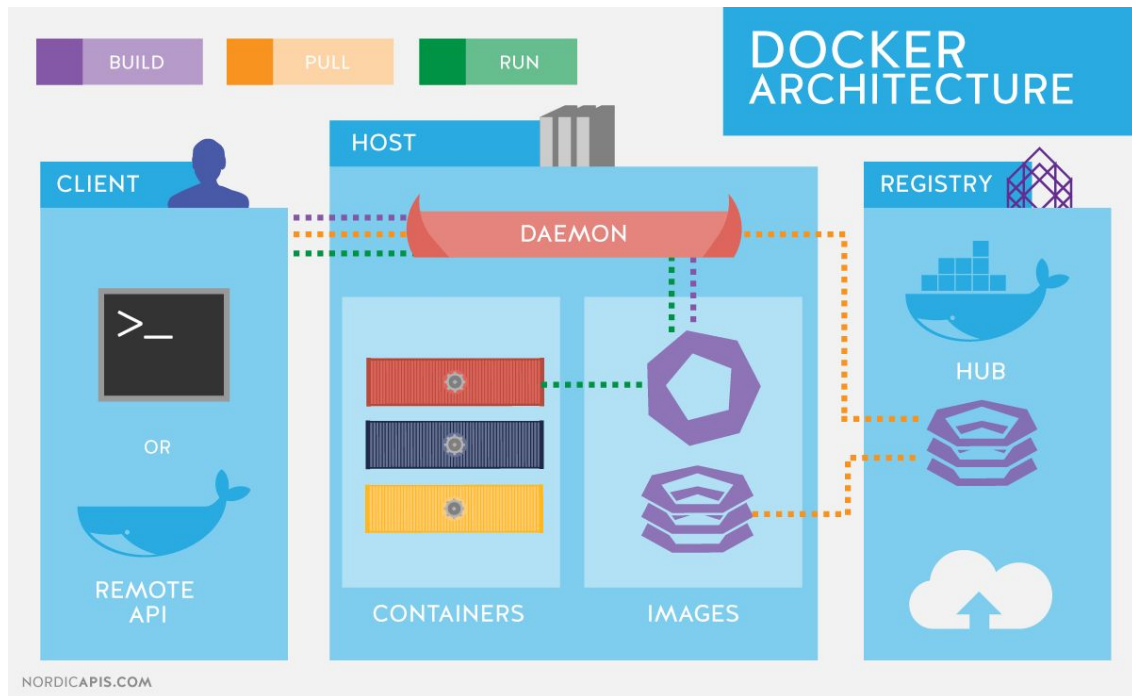 BUILD
PULL
RUN
DOCKER
ARCHITECTURE
HOST
CLIENT
REGISTRY
DAEMON
>_
HUB
OR
REMOTE
API
CONTAINERS
IMAGES
NORDICAPIS.COM